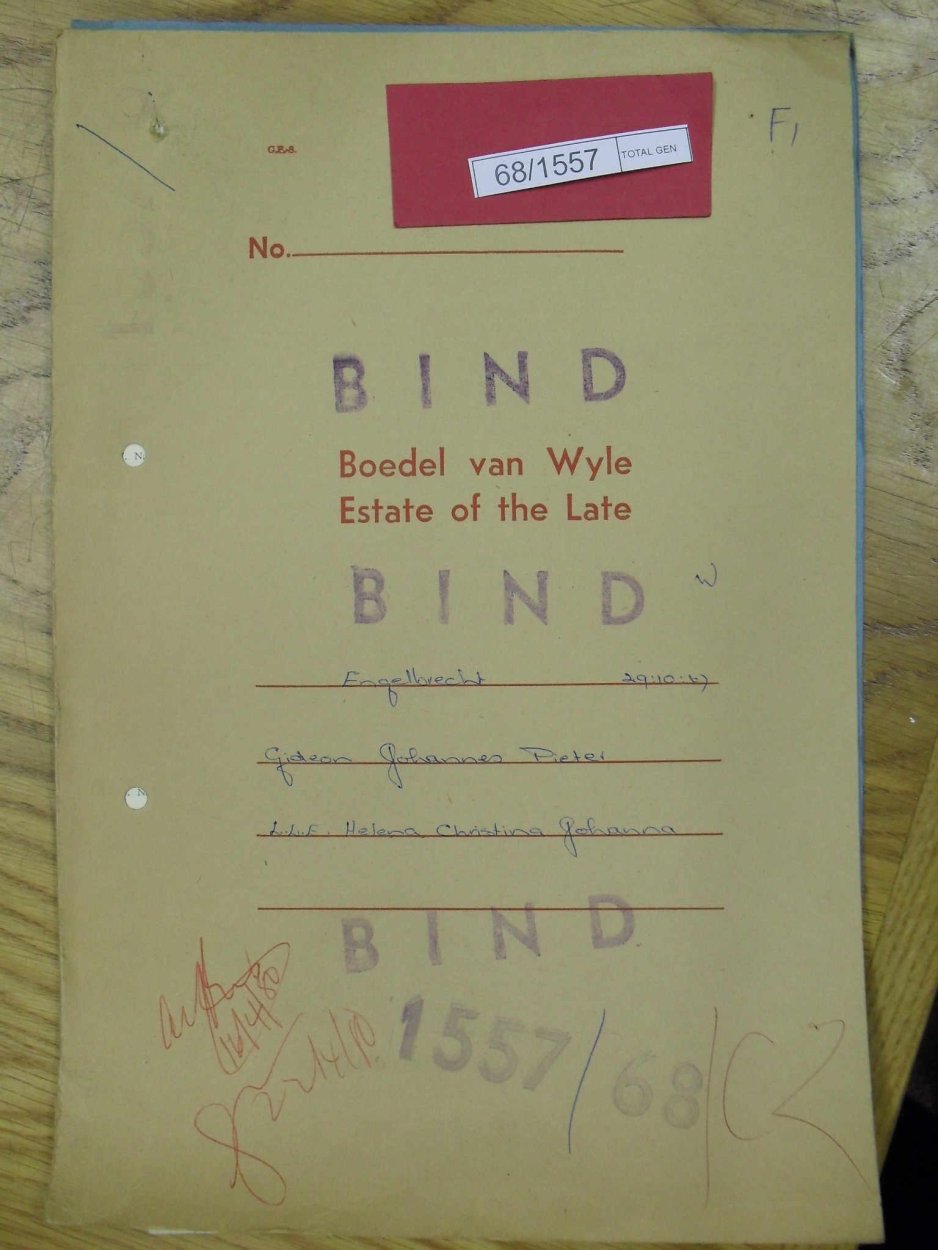 F1
G.P.-S.
68/1557 TOTAL GEN
No.
BIND
Boedel van Wyle
Estate of the Late
BIND
Engelbrecht 29:10:67
Gideon Johannes Pieter
Helena Christina Johanna
BIND
1557/68/C2